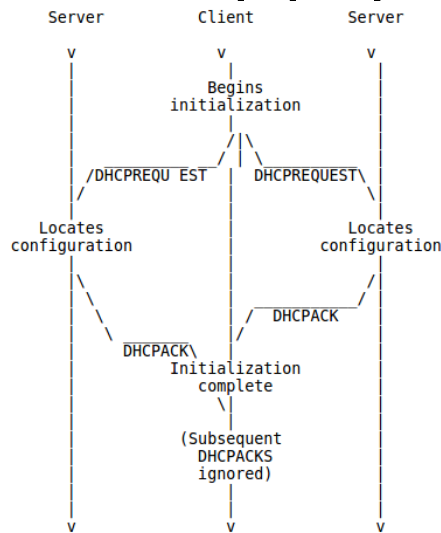 Server Client Server
v v v
Begins
initialization
DHCPREQU EST DHCPREQUEST
Locates Locates
configuration configuration
DHCPACK
DHCPACK
Initialization
complete
(Subsequent
DHCPACKS
ignored)
v v v